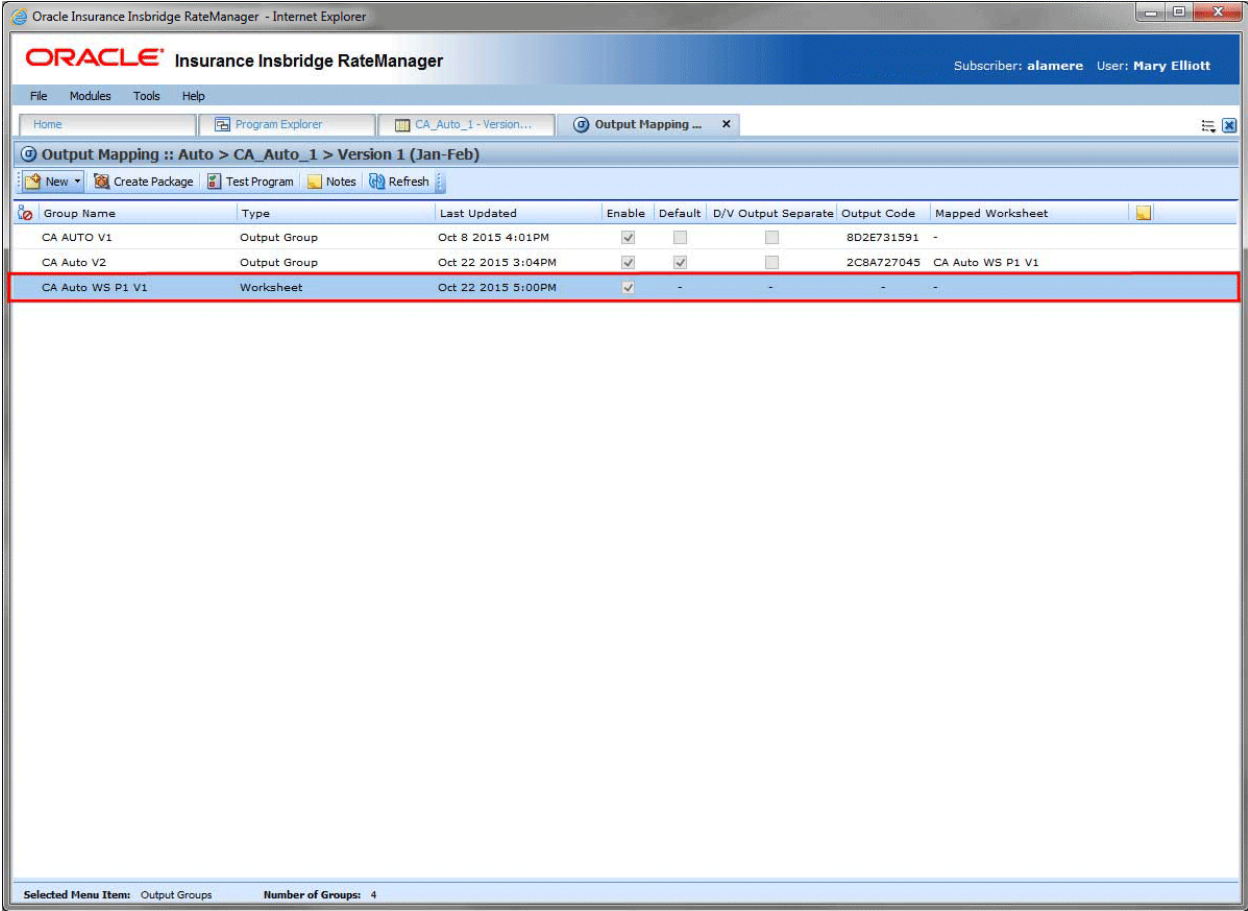 Oracle Insurance Insbridge RateManager - Internet Explorer
ORACLE® Insurance Insbridge RateManager
Subscriber: alamere User: Mary Elliott
File Modules Tools Help
Home Program Explorer CA_Auto_1 - Version... Output Mapping ... x
Output Mapping :: Auto > CA_Auto_1 > Version 1 (Jan-Feb)
New Create Package Test Program Notes Refresh
Group Name Type Last Updated Enable Default D/V Output Separate Output Code Mapped Worksheet
CA AUTO V1 Output Group Oct 8 2015 4:01PM 8D2E731591 -
CA Auto V2 Output Group Oct 22 2015 3:04PM 2C8A727045 CA Auto WS P1 V1
CA Auto WS P1 V1 Worksheet Oct 22 2015 5:00PM - - - -
Selected Menu Item: Output Groups Number of Groups: 4